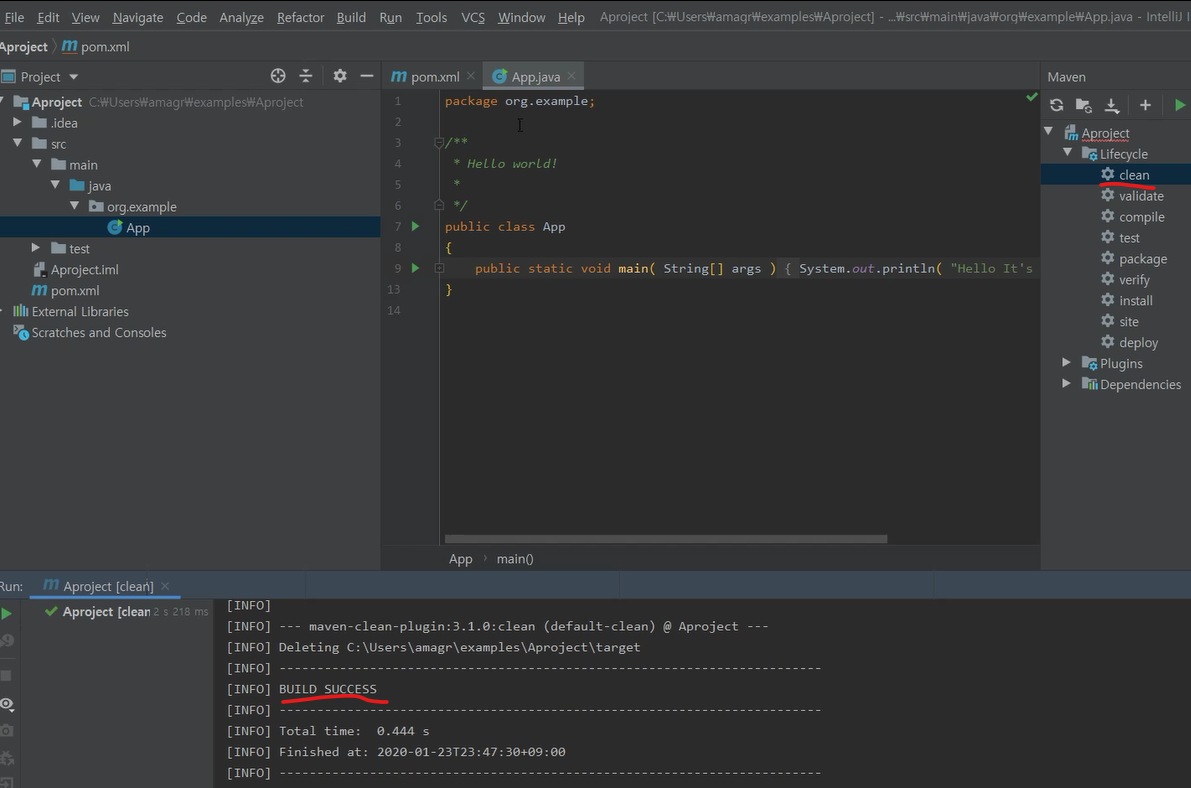 File Edit View Navigate Code Analyze Refactor Build Run Tools VCS Window Help Aproject [C:₩Users₩amaqr₩examples₩Aproject] - ...₩src₩main₩java₩org₩example₩App.java - IntelliJ
Aproject m pom.xml
Project
m pom.xml
App.java
Maven
Aproject C:₩Users₩amagr₩examples₩Aproject
.idea
src
main
java
org.example
App
test
Aproject.iml
m pom.xml
External Libraries
Scratches and Consoles
1 package org.example;
2
3 /**
4 * Hello world!
5 *
6 */
7 public class App
8 {
9 public static void main( String[] args ) { System.out.println( "Hello It's
13 }
14
App main()
Aproject
Lifecycle
clean
validate
compile
test
package
verify
install
site
deploy
Plugins
Dependencies
Run: m Aproject [clean]
Aproject [clean 2 s 218 ms
[INFO]
[INFO] --- maven-clean-plugin:3.1.0:clean (default-clean) @ Aproject ---
[INFO] Deleting C:\Users\amagr\examples\Aproject\target
[INFO] ------------------------------------------------------------------------
[INFO] BUILD SUCCESS
[INFO] ------------------------------------------------------------------------
[INFO] Total time:  0.444 s
[INFO] Finished at: 2020-01-23T23:47:30+09:00
[INFO] ------------------------------------------------------------------------